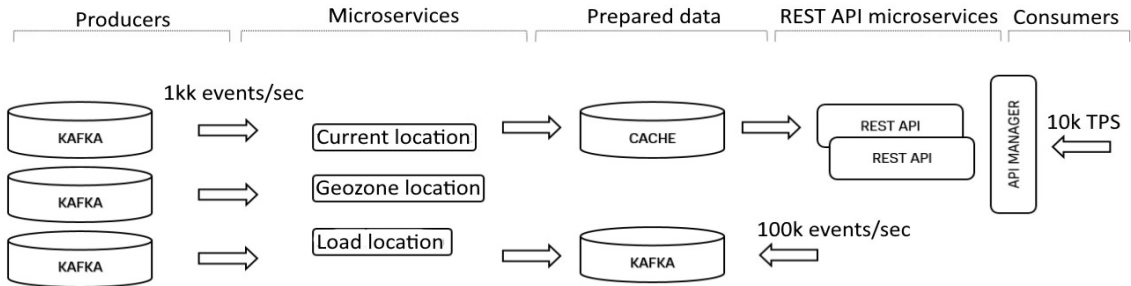 Producers
Microservices
Prepared data
REST API microservices
Consumers
1kk events/sec
KAFKA
Current location
CACHE
REST API
REST API
API MANAGER
10k TPS
KAFKA
Geozone location
KAFKA
Load location
KAFKA
100k events/sec